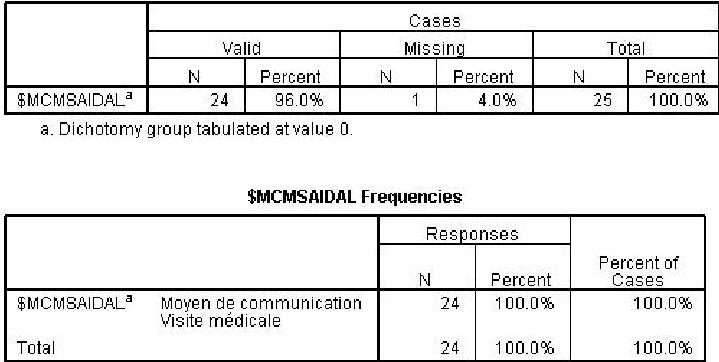 Cases
Valid Missing Total
N Percent N Percent N Percent
$MCMSAIDALᵃ 24 96.0% 1 4.0% 25 100.0%
a. Dichotomy group tabulated at value 0.
$MCMSAIDAL Frequencies
Responses
Percent of
N Percent Cases
$MCMSAIDALᵃ Moyen de communication 24 100.0% 100.0%
Visite médicale
Total 24 100.0% 100.0%